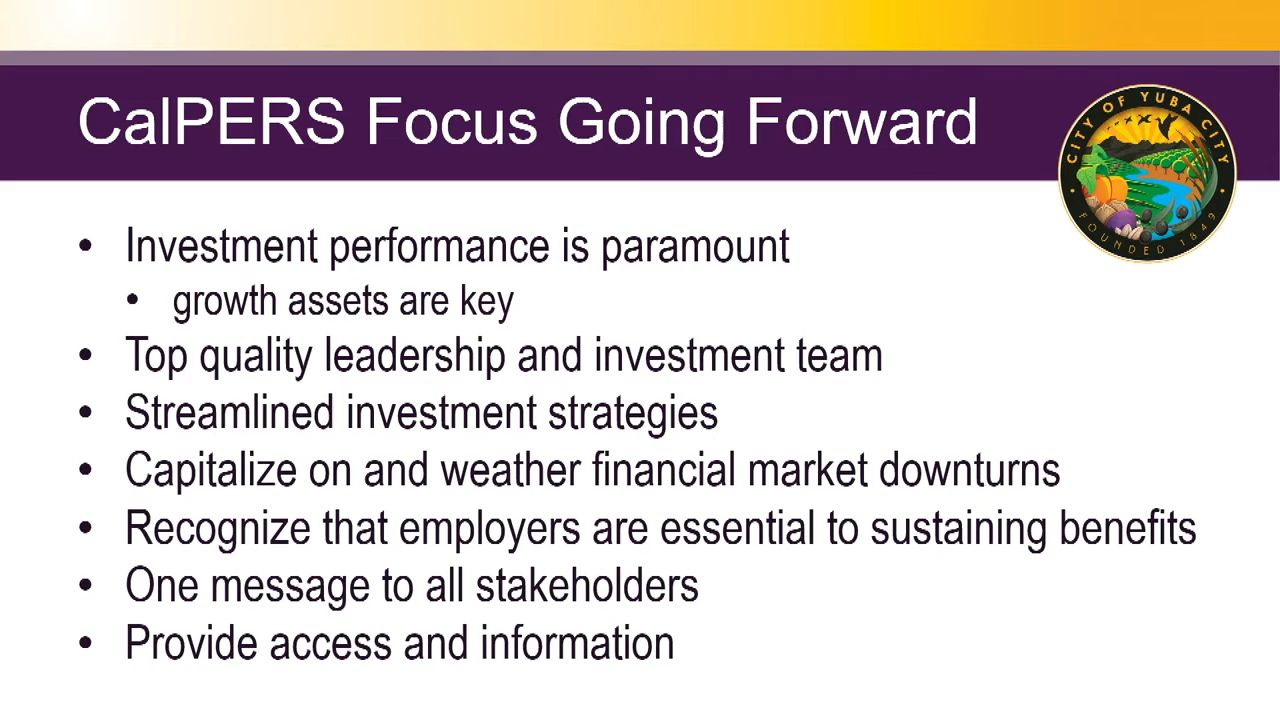 CalPERS Focus Going Forward
CITY OF YUBA CITY
FOUNDED 1849
• Investment performance is paramount
• growth assets are key
• Top quality leadership and investment team
• Streamlined investment strategies
• Capitalize on and weather financial market downturns
• Recognize that employers are essential to sustaining benefits
• One message to all stakeholders
• Provide access and information